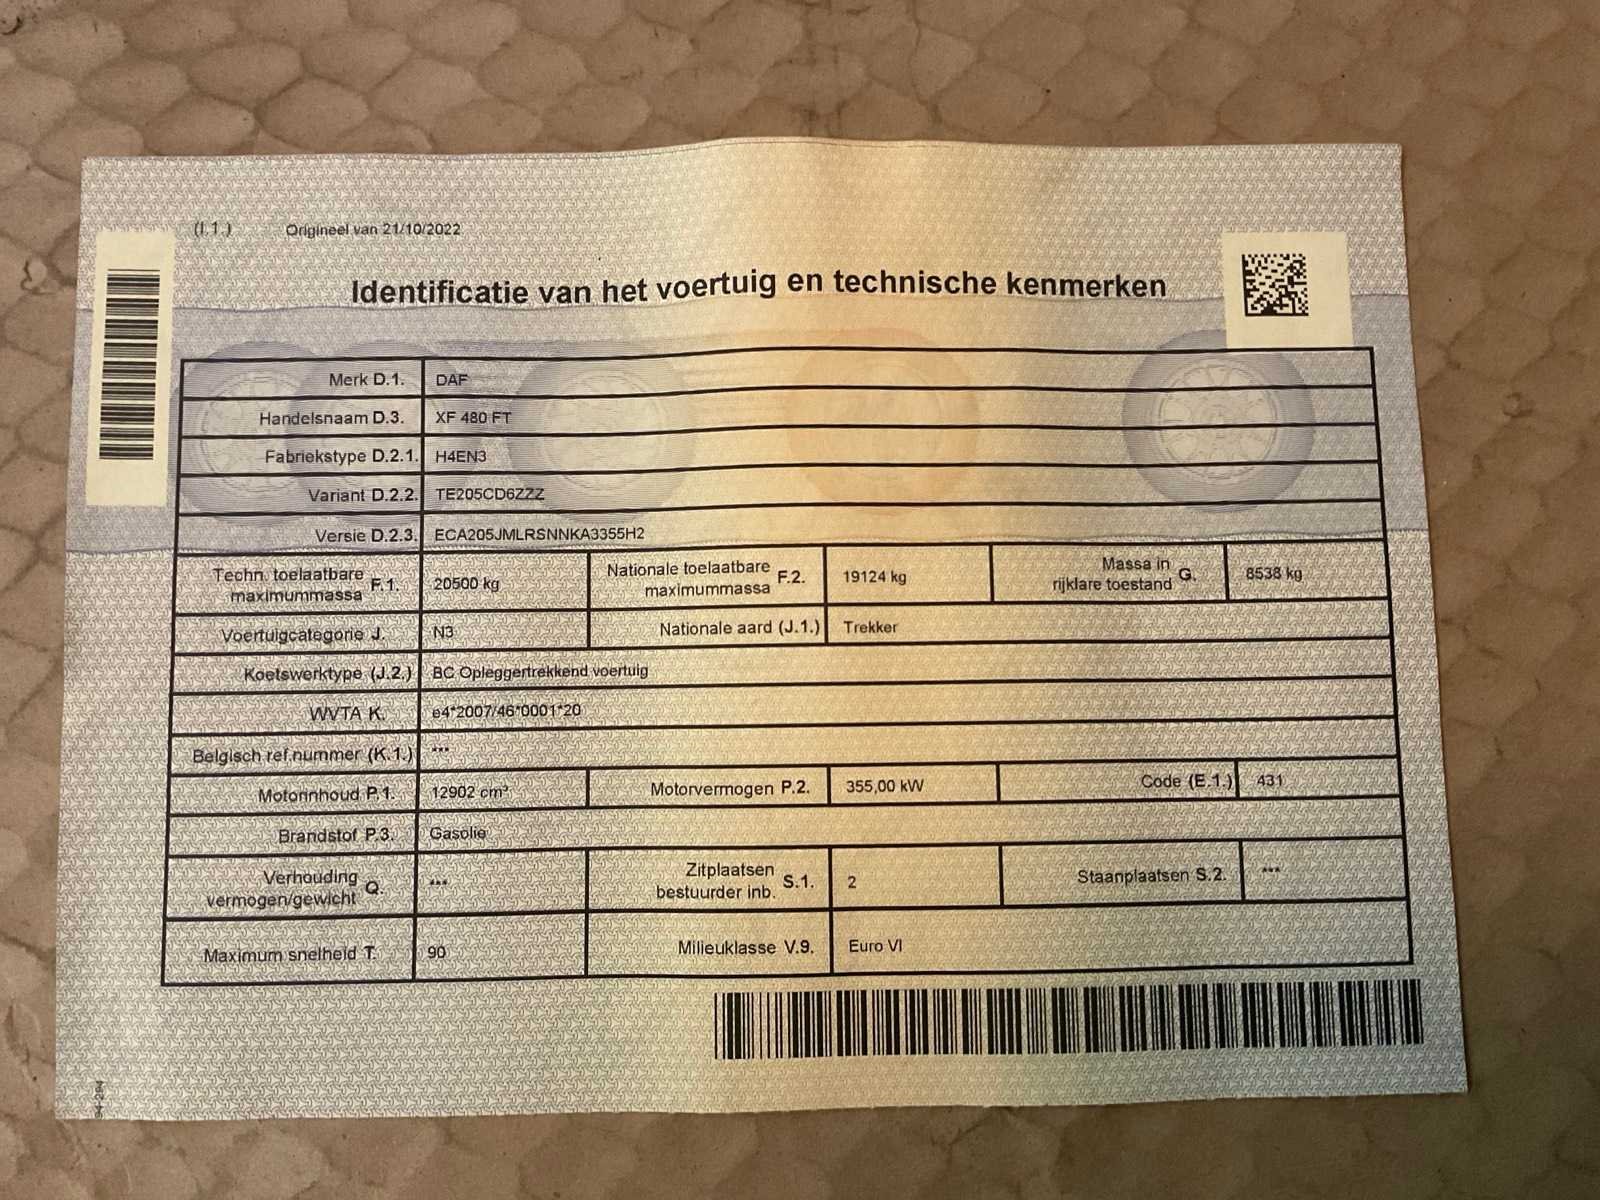 (I.1.) Origineel van 21/10/2022
Identificatie van het voertuig en technische kenmerken
Merk D.1. DAF
Handelsnaam D.3. XF 480 FT
Fabriekstype D.2.1. H4EN3
Variant D.2.2. TE205CD6ZZZ
Versie D.2.3. ECA205JMLRSNNKA3355H2
Techn. toelaatbare maximummassa F.1. 20500 kg Nationale toelaatbare maximummassa F.2. 19124 kg Massa in rijklare toestand G. 8538 kg
Voertuigcategorie J. N3 Nationale aard (J.1.) Trekker
Koetswerktype (J.2.) BC Opleggertrekkend voertuig
WVTA K. e4*2007/46*0001*20
Belgisch ref.nummer (K.1.) ***
Motorinhoud P.1. 12902 cm³ Motorvermogen P.2. 355,00 kW Code (E.1.) 431
Brandstof P.3. Gasolie
Verhouding vermogen/gewicht Q. *** Zitplaatsen bestuurder inb. S.1. 2 Staanplaatsen S.2. ***
Maximum snelheid T. 90 Milieuklasse V.9. Euro VI
94-294